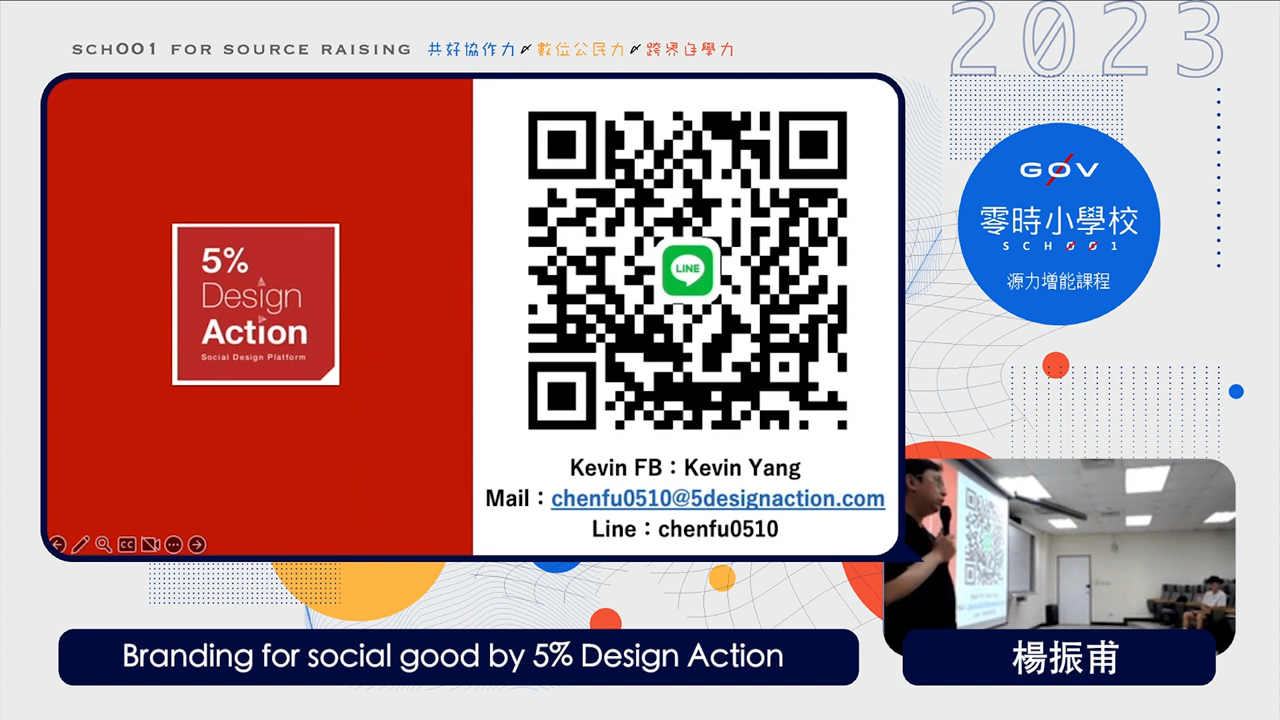 SCH001 FOR SOURCE RAISING 共好協作力 數位公民力 跨界自學力
2023
5%
Design
Action
Social Design Platform
LINE
Kevin FB：Kevin Yang
Mail：chenfu0510@5designaction.com
Line：chenfu0510
CC
G0V
零時小學校
SCH001
源力增能課程
Branding for social good by 5% Design Action
楊振甫